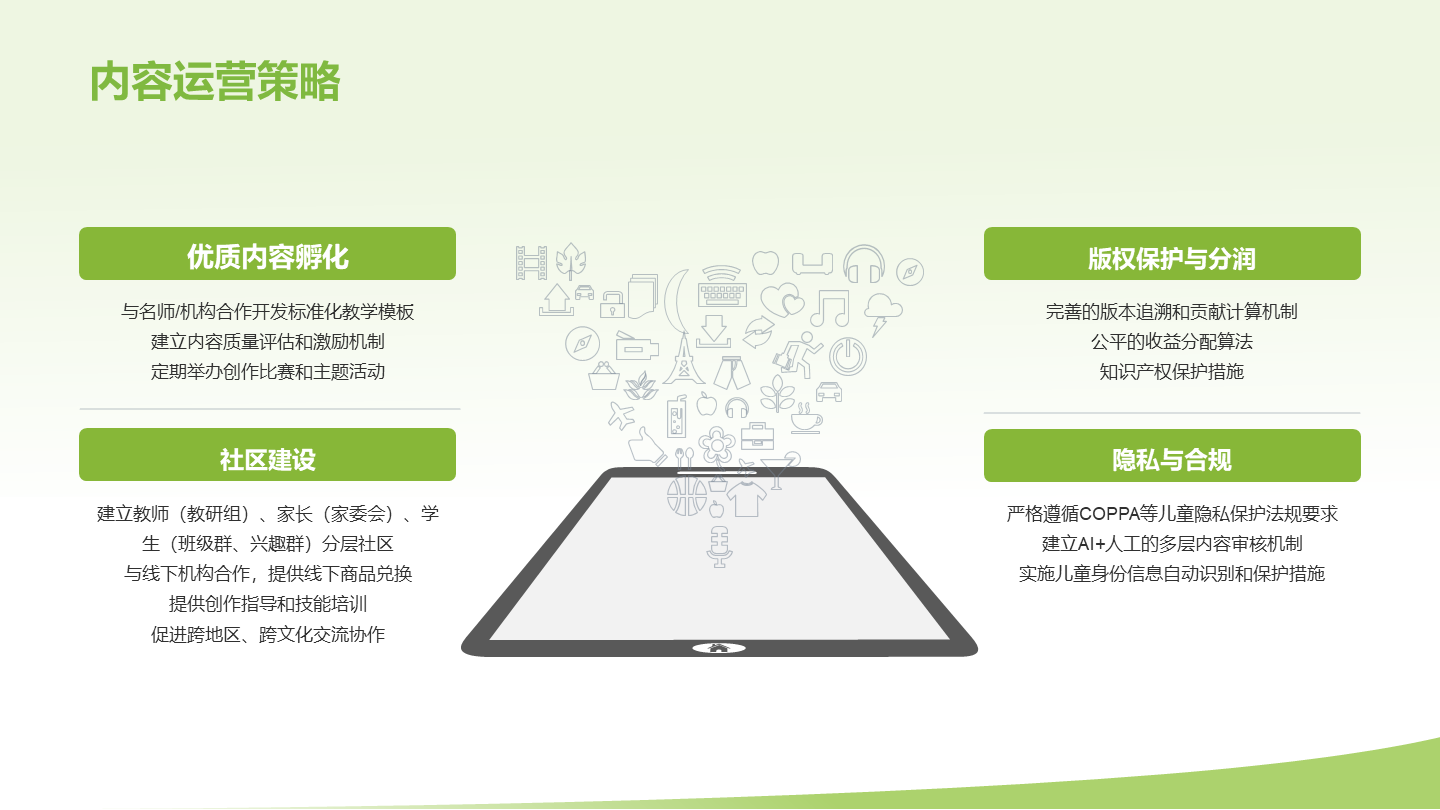 内容运营策略
优质内容孵化
与名师/机构合作开发标准化教学模板
建立内容质量评估和激励机制
定期举办创作比赛和主题活动
社区建设
建立教师（教研组）、家长（家委会）、学
生（班级群、兴趣群）分层社区
与线下机构合作，提供线下商品兑换
提供创作指导和技能培训
促进跨地区、跨文化交流协作
版权保护与分润
完善的版本追溯和贡献计算机制
公平的收益分配算法
知识产权保护措施
隐私与合规
严格遵循COPPA等儿童隐私保护法规要求
建立AI+人工的多层内容审核机制
实施儿童身份信息自动识别和保护措施